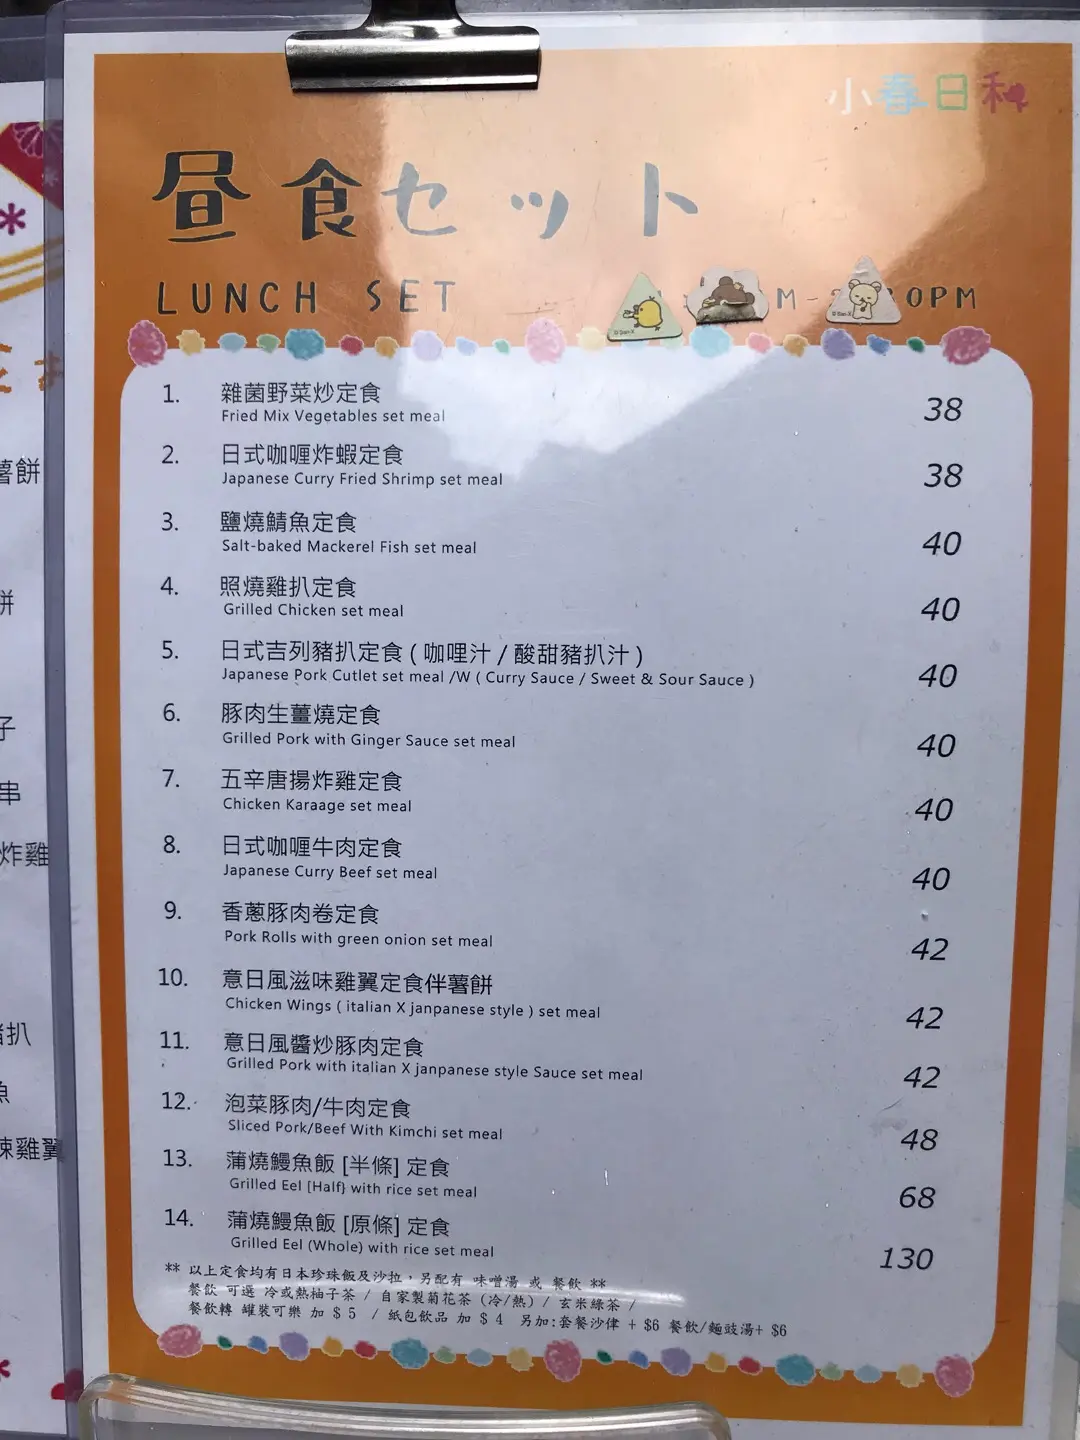 小春日和
昼食セット
LUNCH SET
PM
1. 雜菌野菜炒定食
Fried Mix Vegetables set meal
38
2. 日式咖喱炸蝦定食
Japanese Curry Fried Shrimp set meal
38
3. 鹽燒鯖魚定食
Salt-baked Mackerel Fish set meal
40
4. 照燒雞扒定食
Grilled Chicken set meal
40
5. 日式吉列豬扒定食 ( 咖哩汁 / 酸甜豬扒汁 )
Japanese Pork Cutlet set meal /W ( Curry Sauce / Sweet & Sour Sauce )
40
6. 豚肉生薑燒定食
Grilled Pork with Ginger Sauce set meal
40
7. 五辛唐揚炸雞定食
Chicken Karaage set meal
40
8. 日式咖喱牛肉定食
Japanese Curry Beef set meal
40
9. 香蔥豚肉卷定食
Pork Rolls with green onion set meal
42
10. 意日風滋味雞翼定食伴薯餅
Chicken Wings ( italian X janpanese style ) set meal
42
11. 意日風醬炒豚肉定食
Grilled Pork with italian X janpanese style Sauce set meal
42
12. 泡菜豚肉/牛肉定食
Sliced Pork/Beef With Kimchi set meal
48
13. 蒲燒鰻魚飯 [半條] 定食
Grilled Eel [Half} with rice set meal
68
14. 蒲燒鰻魚飯 [原條] 定食
Grilled Eel (Whole) with rice set meal
130
** 以上定食均有日本珍珠飯及沙拉，另配有 味噌湯 或 餐飲 **
餐飲 可選 冷或熱柚子茶 / 自家製菊花茶 (冷/熱) / 玄米綠茶 /
餐飲轉 罐裝可樂 加 $ 5 / 紙包飲品 加 $ 4 另加:套餐沙律 + $6 餐飲/麵豉湯+ $6
薯餅
餅
子
串
炸雞
扒
魚
辣雞翼